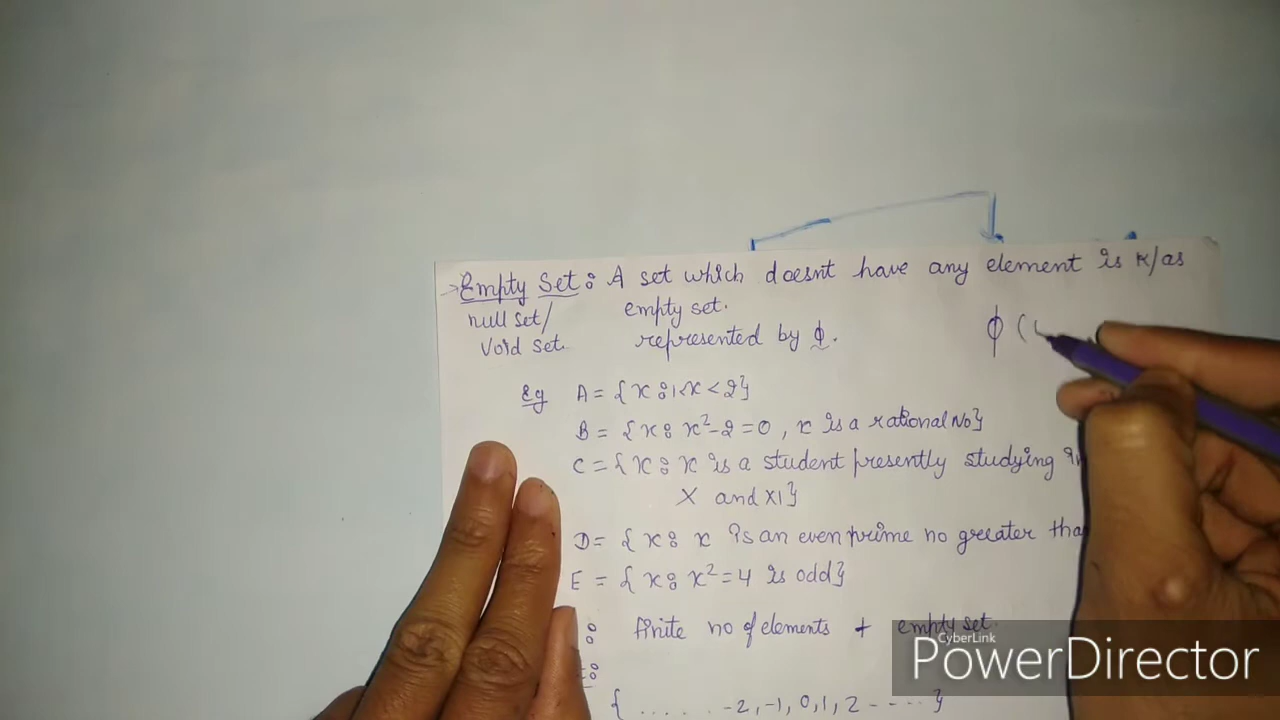 Empty Set : A set which doesnt have any element is K/as
null set/ empty set.
Void set. represented by ϕ.
ϕ (
Eg A = { x : 1 < x < 2 }
B = { x : x²-2=0 , x is a rational No }
C = { x : x is a student presently studying in
X and XI }
D = { x : x is an even prime no greater than
E = { x : x² = 4 is odd }
: finite no of elements + empty set.
:
{ ...... -2, -1, 0, 1, 2 ---- }
CyberLink
PowerDirector